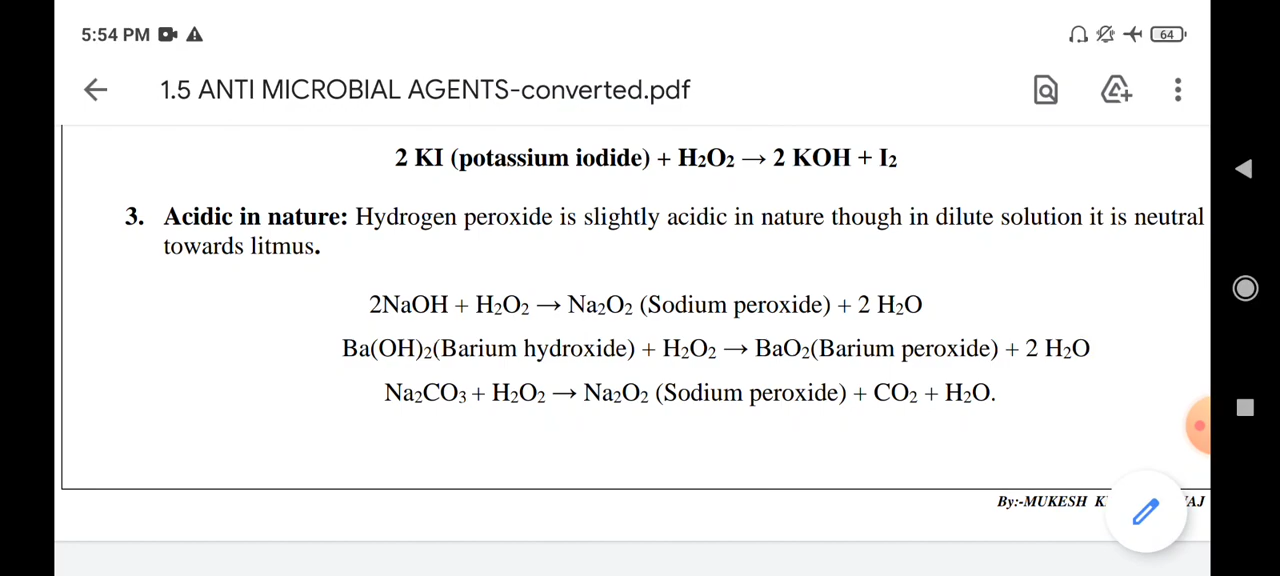 5:54 PM
64
1.5 ANTI MICROBIAL AGENTS-converted.pdf
2 KI (potassium iodide) + H₂O₂ → 2 KOH + I₂
3. Acidic in nature: Hydrogen peroxide is slightly acidic in nature though in dilute solution it is neutral
towards litmus.
2NaOH + H₂O₂ → Na₂O₂ (Sodium peroxide) + 2 H₂O
Ba(OH)₂(Barium hydroxide) + H₂O₂ → BaO₂(Barium peroxide) + 2 H₂O
Na₂CO₃ + H₂O₂ → Na₂O₂ (Sodium peroxide) + CO₂ + H₂O.
By:-MUKESH